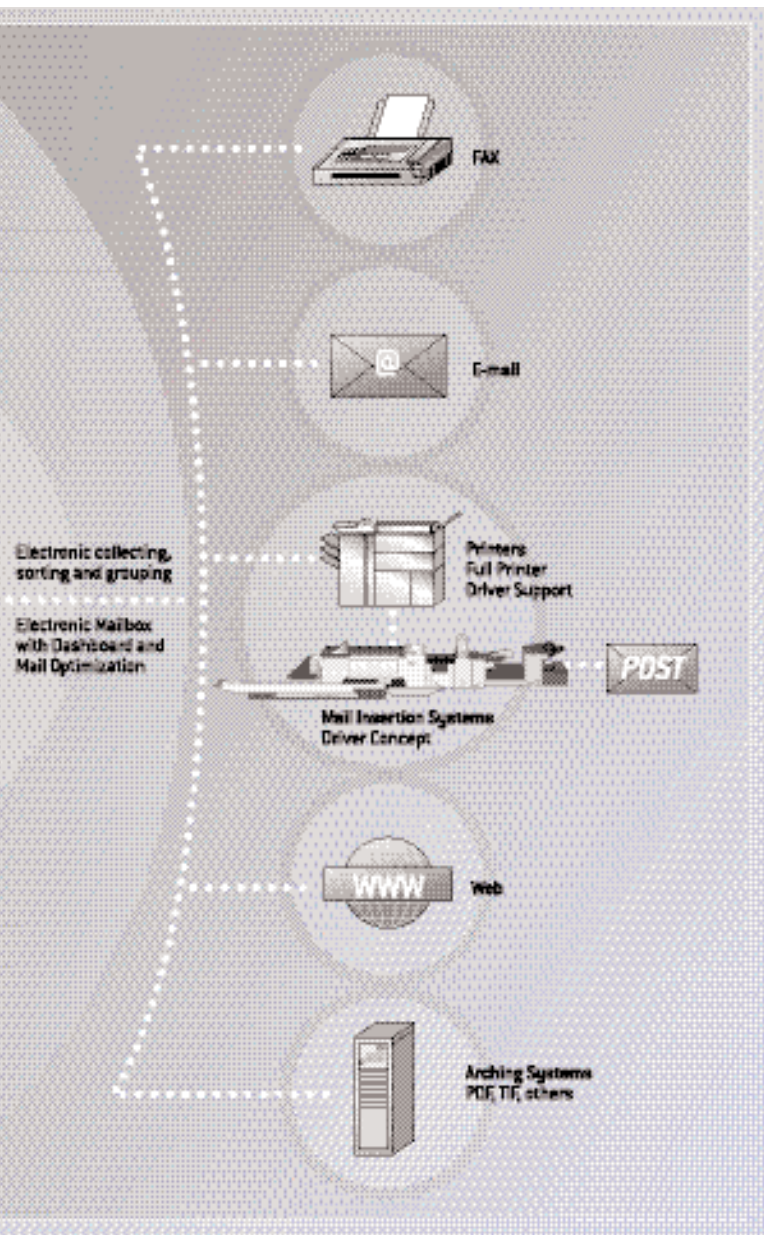 FAX
@
E-mail
Electronic collecting,
sorting and grouping
Electronic Mailbox
with Dashboard and
Mail Optimization
Printers
Full Printer
Driver Support
POST
Mail Insertion Systems
Driver Concept
WWW
Web
Arching Systems
PDF, TIF, others